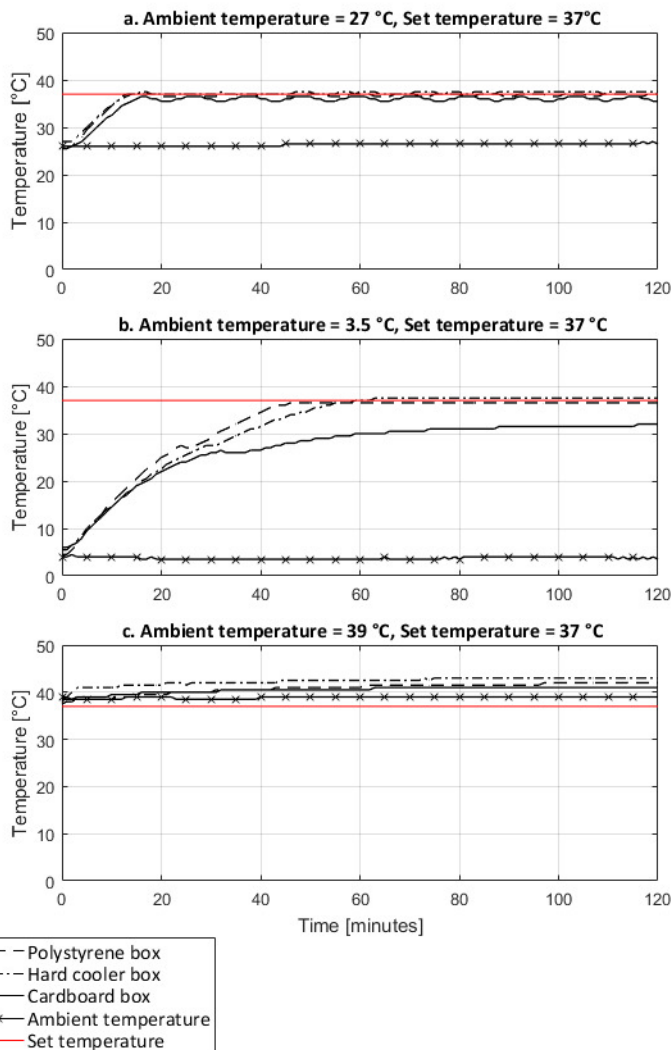 a. Ambient temperature = 27 °C, Set temperature = 37°C
50
40
30
20
10
0
Temperature [°C]
0 20 40 60 80 100 120
b. Ambient temperature = 3.5 °C, Set temperature = 37 °C
50
40
30
20
10
0
Temperature [°C]
0 20 40 60 80 100 120
c. Ambient temperature = 39 °C, Set temperature = 37 °C
50
40
30
20
10
0
Temperature [°C]
0 20 40 60 80 100 120
Time [minutes]
Polystyrene box
Hard cooler box
Cardboard box
Ambient temperature
Set temperature